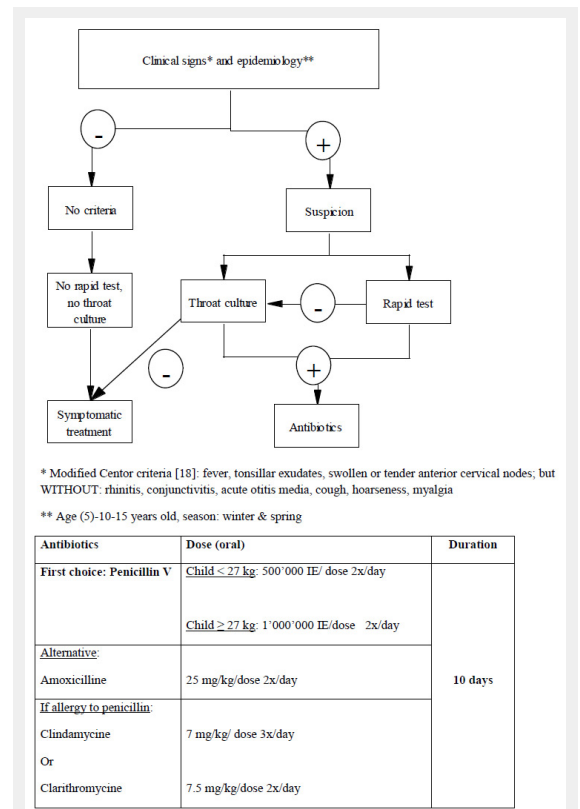 Clinical signs* and epidemiology**
-
+
No criteria
Suspicion
No rapid test,
no throat
culture
Throat culture
-
Rapid test
-
+
Symptomatic
treatment
Antibiotics
* Modified Centor criteria [18]: fever, tonsillar exudates, swollen or tender anterior cervical nodes; but
WITHOUT: rhinitis, conjunctivitis, acute otitis media, cough, hoarseness, myalgia
** Age (5)-10-15 years old, season: winter & spring
Antibiotics Dose (oral) Duration
First choice: Penicillin V Child < 27 kg: 500’000 IE/ dose 2x/day
Child ≥ 27 kg: 1’000’000 IE/dose 2x/day
Alternative:
Amoxicilline 25 mg/kg/dose 2x/day 10 days
If allergy to penicillin:
Clindamycine 7 mg/kg/ dose 3x/day
Or
Clarithromycine 7.5 mg/kg/dose 2x/day